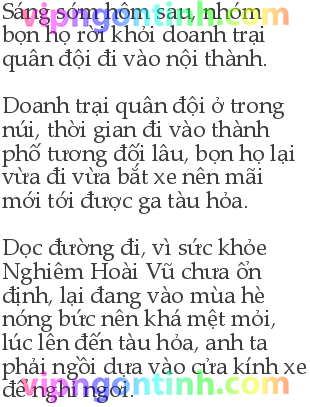 Sáng sớm hôm sau, nhóm
bọn họ rời khỏi doanh trại
quân đội đi vào nội thành.
Doanh trại quân đội ở trong
núi, thời gian đi vào thành
phố tương đối lâu, bọn họ lại
vừa đi vừa bắt xe nên mãi
mới tới được ga tàu hỏa.
Dọc đường đi, vì sức khỏe
Nghiêm Hoài Vũ chưa ổn
định, lại đang vào mùa hè
nóng bức nên khá mệt mỏi,
lúc lên đến tàu hỏa, anh ta
phải ngồi dựa vào cửa kính xe
để nghỉ ngơi.
vipngontinh.com
vipngontinh.com